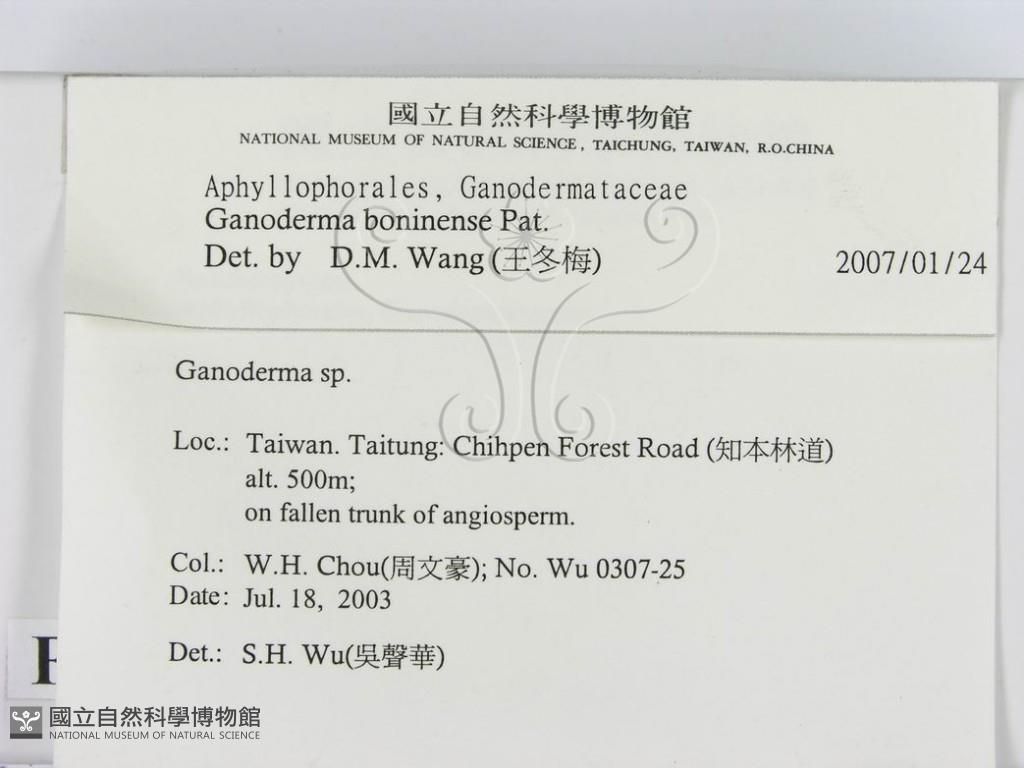 國立自然科學博物館
NATIONAL MUSEUM OF NATURAL SCIENCE, TAICHUNG, TAIWAN, R.O.CHINA
Aphyllophorales, Ganodermataceae
Ganoderma boninense Pat.
Det. by D.M. Wang (王冬梅) 2007/01/24
Ganoderma sp.
Loc.: Taiwan. Taitung: Chihpen Forest Road (知本林道)
alt. 500m;
on fallen trunk of angiosperm.
Col.: W.H. Chou(周文豪); No. Wu 0307-25
Date: Jul. 18, 2003
Det.: S.H. Wu(吳聲華)
國立自然科學博物館
NATIONAL MUSEUM OF NATURAL SCIENCE